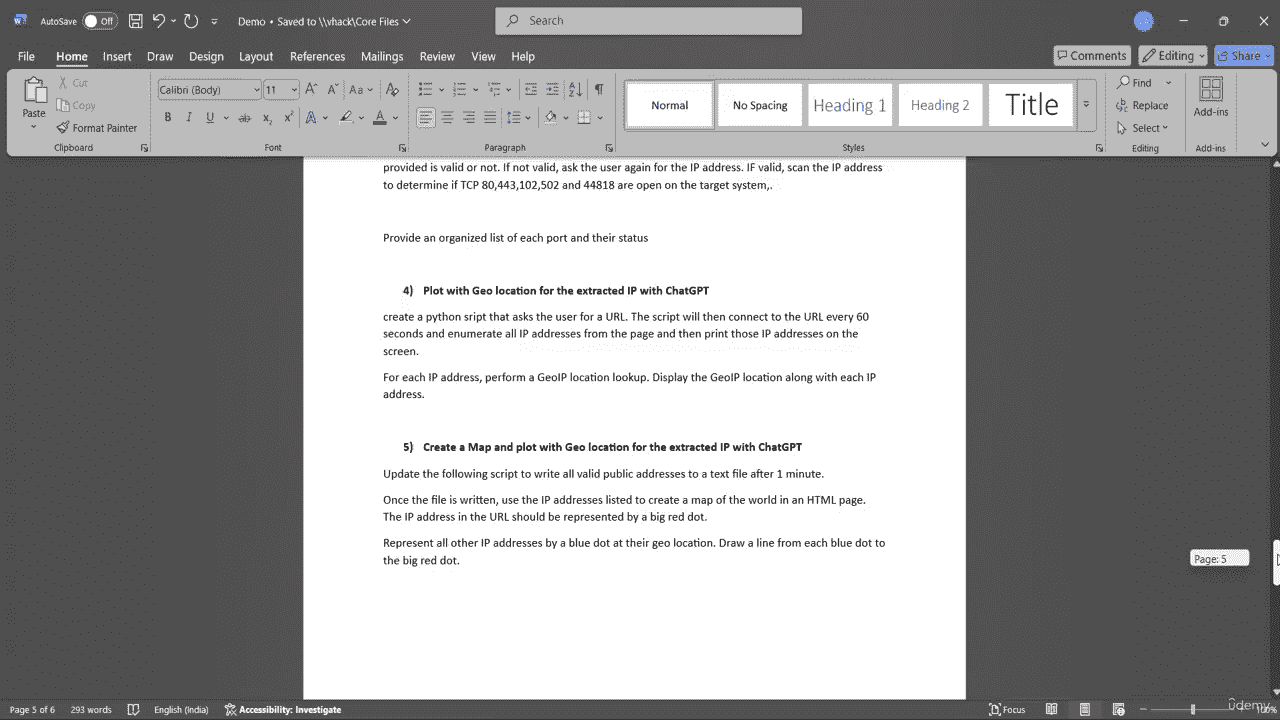 AutoSave Off Demo • Saved to \\vhack\Core Files Search
File Home Insert Draw Design Layout References Mailings Review View Help Comments Editing Share
Paste Cut Copy Format Painter Clipboard
Calibri (Body) 11 Font
Paragraph
Normal No Spacing Heading 1 Heading 2 Title Styles
Find Replace Select Editing
Add-ins Add-ins
provided is valid or not. If not valid, ask the user again for the IP address. IF valid, scan the IP address
to determine if TCP 80,443,102,502 and 44818 are open on the target system,.
Provide an organized list of each port and their status
4) Plot with Geo location for the extracted IP with ChatGPT
create a python sript that asks the user for a URL. The script will then connect to the URL every 60
seconds and enumerate all IP addresses from the page and then print those IP addresses on the
screen.
For each IP address, perform a GeoIP location lookup. Display the GeoIP location along with each IP
address.
5) Create a Map and plot with Geo location for the extracted IP with ChatGPT
Update the following script to write all valid public addresses to a text file after 1 minute.
Once the file is written, use the IP addresses listed to create a map of the world in an HTML page.
The IP address in the URL should be represented by a big red dot.
Represent all other IP addresses by a blue dot at their geo location. Draw a line from each blue dot to
the big red dot.
Page: 5
Page 5 of 6 293 words English (India) Accessibility: Investigate Focus 100%
Udemy